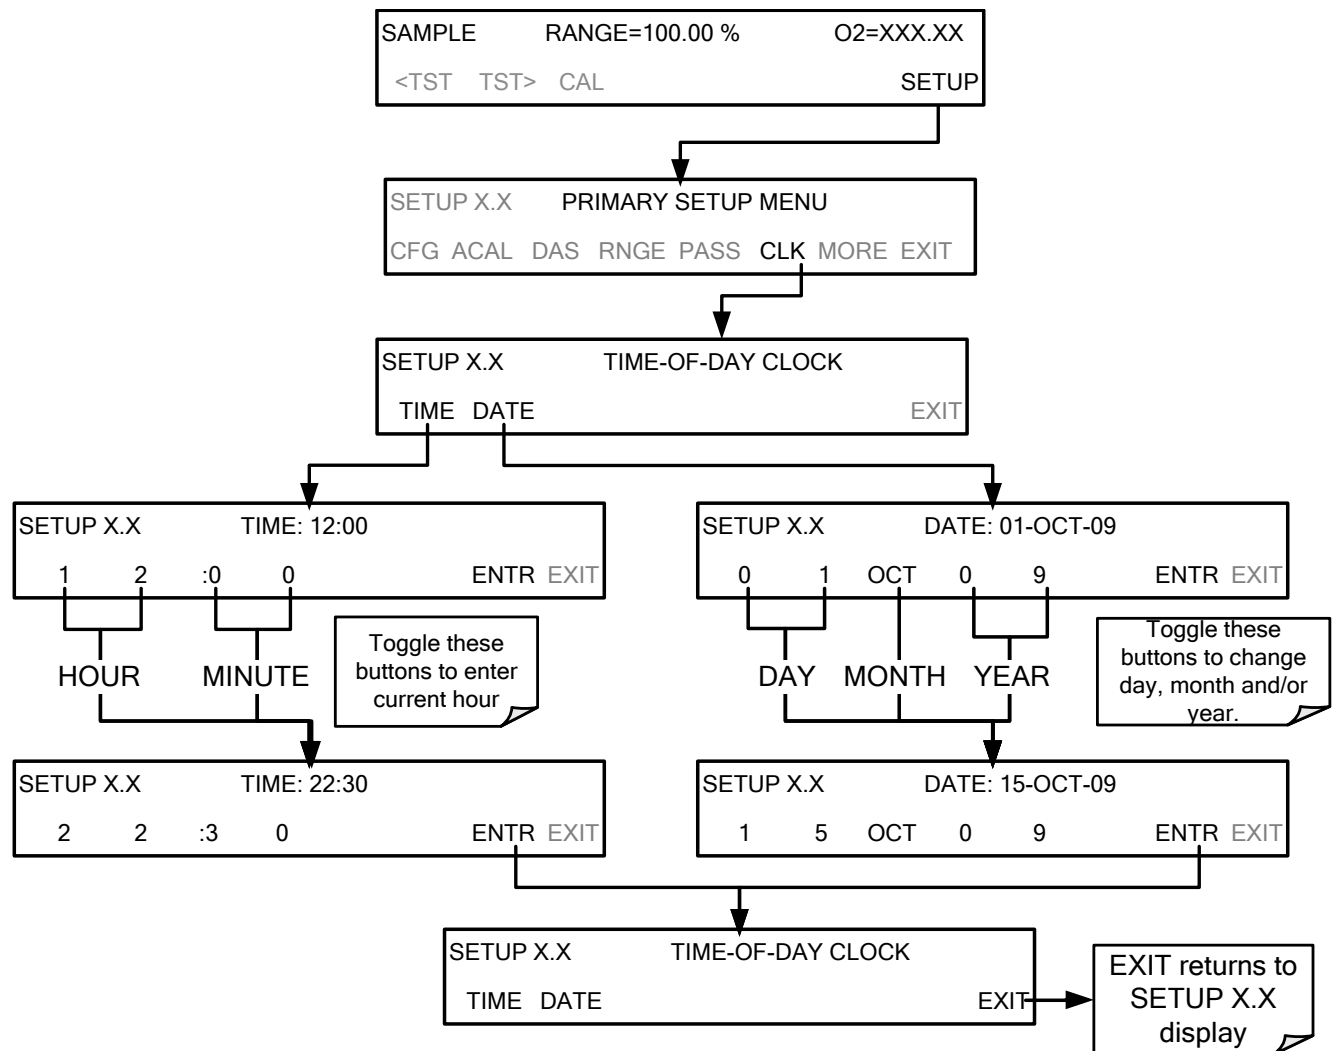 SAMPLE RANGE=100.00 % O2=XXX.XX
<TST TST> CAL SETUP
SETUP X.X PRIMARY SETUP MENU
CFG ACAL DAS RNGE PASS CLK MORE EXIT
SETUP X.X TIME-OF-DAY CLOCK
TIME DATE EXIT
SETUP X.X TIME: 12:00
1 2 :0 0 ENTR EXIT
HOUR MINUTE
Toggle these
buttons to enter
current hour
SETUP X.X DATE: 01-OCT-09
0 1 OCT 0 9 ENTR EXIT
DAY MONTH YEAR
Toggle these
buttons to change
day, month and/or
year.
SETUP X.X TIME: 22:30
2 2 :3 0 ENTR EXIT
SETUP X.X DATE: 15-OCT-09
1 5 OCT 0 9 ENTR EXIT
SETUP X.X TIME-OF-DAY CLOCK
TIME DATE EXIT
EXIT returns to
SETUP X.X
display